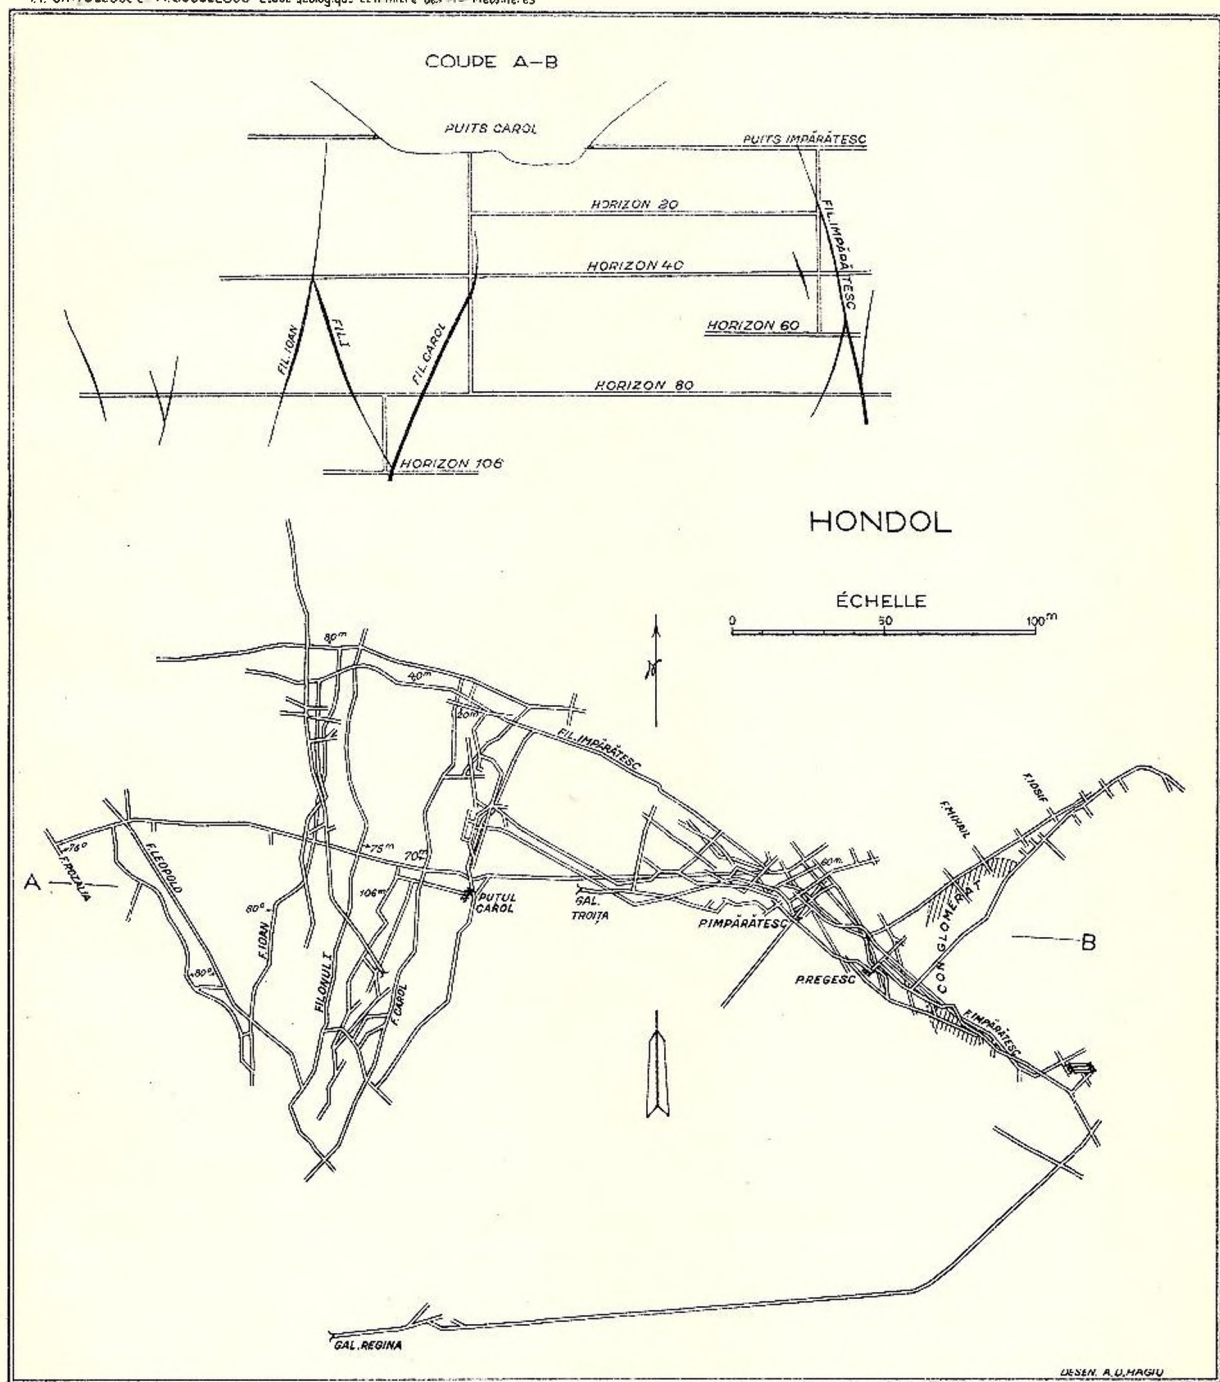 COUPE A-B
PUITS CAROL
PUITS IMPĂRĂTESC
HORIZON 20
FIL. IMPĂRĂTESC
HORIZON 40
HORIZON 60
FIL. IOAN
FIL. I
FIL. CAROL
HORIZON 80
HORIZON 106
HONDOL
ÉCHELLE
0 50 100m
80m
40m
20m
FIL. IMPĂRĂTESC
F. IOSIF
F. MIHAIL
F. ROZALIA
F. LEOPOLD
75m
70m
60m
A
106m
PUTUL CAROL
GAL. TROIȚA
P.IMPĂRĂTESC
CONGLOMERAT
B
80°
F. IOAN
80°
FILONUL I
F. CAROL
P.REGESC
F.IMPĂRĂTESC
GAL. REGINA
DESEN. A.D. HAGIU